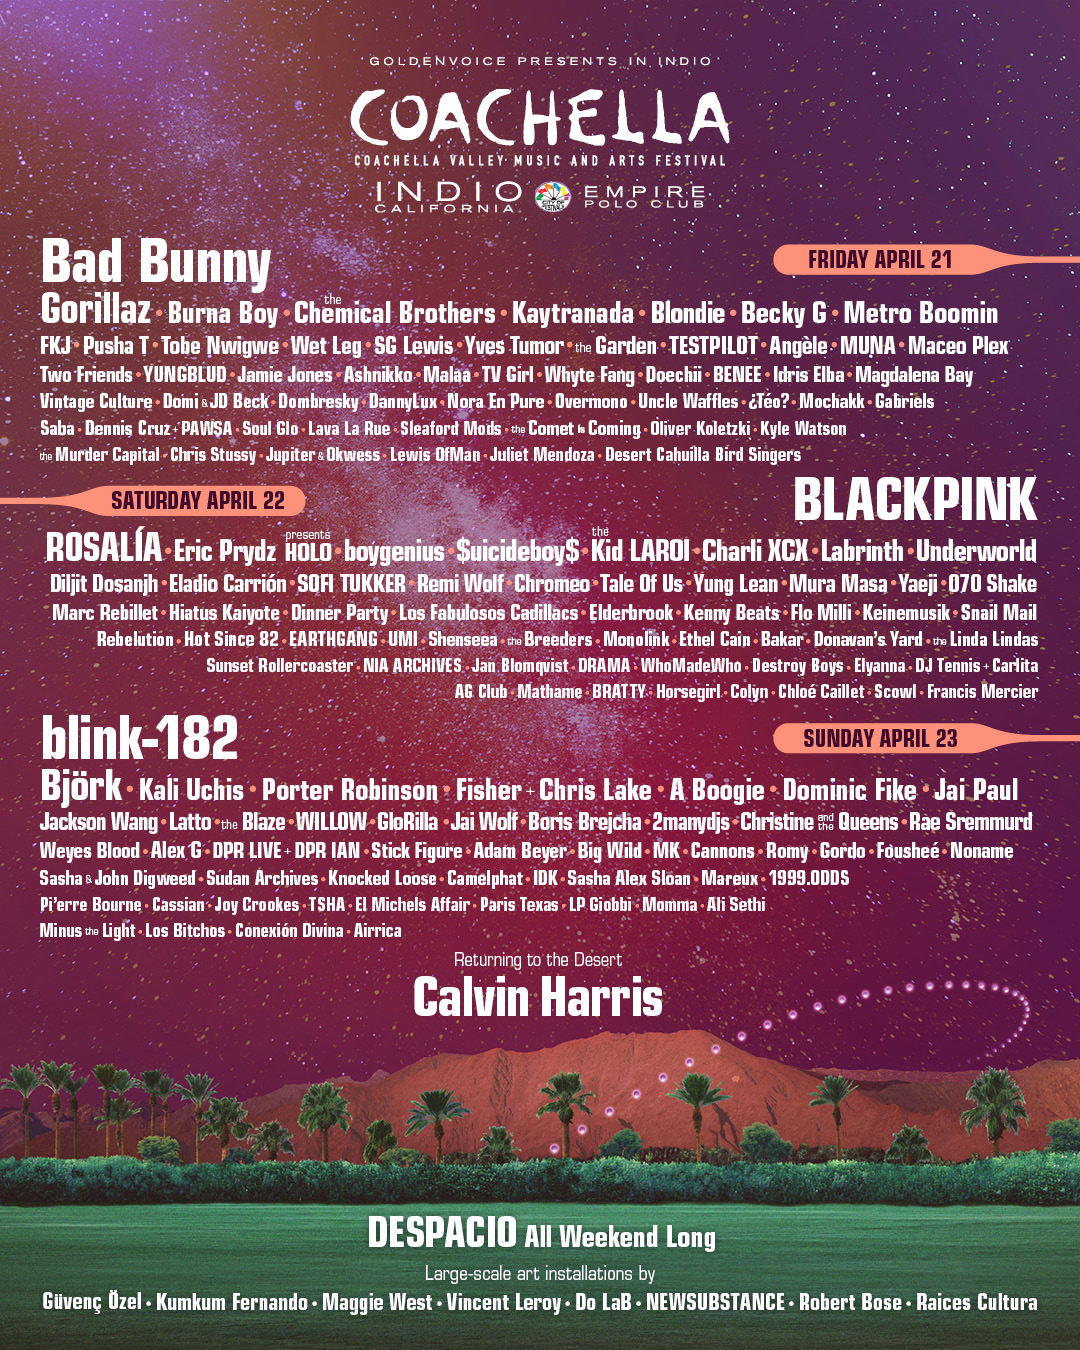 GOLDENVOICE PRESENTS IN INDIO
COACHELLA
COACHELLA VALLEY MUSIC AND ARTS FESTIVAL
INDIO CALIFORNIA CITY OF FESTIVALS EMPIRE POLO CLUB
Bad Bunny
FRIDAY APRIL 21
Gorillaz • Burna Boy • the Chemical Brothers • Kaytranada • Blondie • Becky G • Metro Boomin
FKJ • Pusha T • Tobe Nwigwe • Wet Leg • SG Lewis • Yves Tumor • the Garden • TESTPILOT • Angèle • MUNA • Maceo Plex
Two Friends • YUNGBLUD • Jamie Jones • Ashnikko • Malaa • TV Girl • Whyte Fang • Doechii • BENEE • Idris Elba • Magdalena Bay
Vintage Culture • Domi & JD Beck • Dombresky • DannyLux • Nora En Pure • Overmono • Uncle Waffles • ¿Téo? • Mochakk • Gabriels
Saba • Dennis Cruz + PAWSA • Soul Glo • Lava La Rue • Sleaford Mods • the Comet is Coming • Oliver Koletzki • Kyle Watson
the Murder Capital • Chris Stussy • Jupiter & Okwess • Lewis OfMan • Juliet Mendoza • Desert Cahuilla Bird Singers
BLACKPINK
SATURDAY APRIL 22
ROSALÍA • Eric Prydz presents HOLO • boygenius • $uicideboy$ • the Kid LAROI • Charli XCX • Labrinth • Underworld
Diljit Dosanjh • Eladio Carrión • SOFI TUKKER • Remi Wolf • Chromeo • Tale Of Us • Yung Lean • Mura Masa • Yaeji • 070 Shake
Marc Rebillet • Hiatus Kaiyote • Dinner Party • Los Fabulosos Cadillacs • Elderbrook • Kenny Beats • Flo Milli • Keinemusik • Snail Mail
Rebelution • Hot Since 82 • EARTHGANG • UMI • Shenseea • the Breeders • Monolink • Ethel Cain • Bakar • Donavan's Yard • the Linda Lindas
Sunset Rollercoaster • NIA ARCHIVES • Jan Blomqvist • DRAMA • WhoMadeWho • Destroy Boys • Elyanna • DJ Tennis + Carlita
AG Club • Mathame • BRATTY • Horsegirl • Colyn • Chloé Caillet • Scowl • Francis Mercier
blink-182
SUNDAY APRIL 23
Björk • Kali Uchis • Porter Robinson • Fisher + Chris Lake • A Boogie • Dominic Fike • Jai Paul
Jackson Wang • Latto • the Blaze • WILLOW • GloRilla • Jai Wolf • Boris Brejcha • 2manydjs • Christine and the Queens • Rae Sremmurd
Weyes Blood • Alex G • DPR LIVE + DPR IAN • Stick Figure • Adam Beyer • Big Wild • MK • Cannons • Romy • Gordo • Fousheé • Noname
Sasha & John Digweed • Sudan Archives • Knocked Loose • Camelphat • IDK • Sasha Alex Sloan • Mareux • 1999.ODDS
Pi'erre Bourne • Cassian • Joy Crookes • TSHA • El Michels Affair • Paris Texas • LP Giobbi • Momma • Ali Sethi
Minus the Light • Los Bitchos • Conexión Divina • Airrica
Returning to the Desert
Calvin Harris
DESPACIO All Weekend Long
Large-scale art installations by
Güvenç Özel • Kumkum Fernando • Maggie West • Vincent Leroy • Do LaB • NEWSUBSTANCE • Robert Bose • Raices Cultura